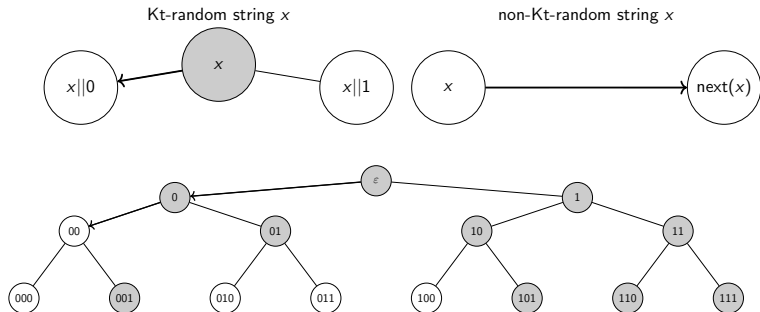 Kt-random string x non-Kt-random string x
x||0 x x||1 x next(x)
ε
0 1
00 01 10 11
000 001 010 011 100 101 110 111